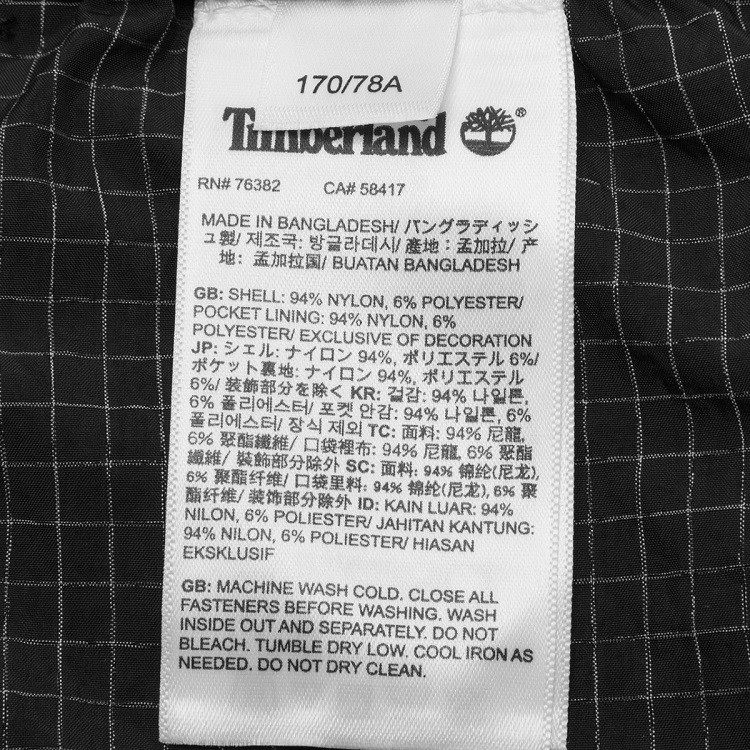 170/78A
Timberland®
RN# 76382 CA# 58417
MADE IN BANGLADESH/ バングラディッシ
ュ製/ 제조국: 방글라데시/ 產地：孟加拉/ 产
地：孟加拉国/ BUATAN BANGLADESH
GB: SHELL: 94% NYLON, 6% POLYESTER/
POCKET LINING: 94% NYLON, 6%
POLYESTER/ EXCLUSIVE OF DECORATION
JP: シェル: ナイロン 94%, ポリエステル 6%/
ポケット裏地: ナイロン 94%, ポリエステル
6%/ 装飾部分を除く KR: 겉감: 94% 나일론,
6% 폴리에스터/ 포켓 안감: 94% 나일론, 6%
폴리에스터/ 장식 제외 TC: 面料: 94% 尼龍,
6% 聚酯纖維/ 口袋裡布: 94% 尼龍, 6% 聚酯
纖維/ 裝飾部分除外 SC: 面料: 94% 锦纶(尼龙),
6% 聚酯纤维/ 口袋里料: 94% 锦纶(尼龙), 6% 聚
酯纤维/ 装饰部分除外 ID: KAIN LUAR: 94%
NILON, 6% POLIESTER/ JAHITAN KANTUNG:
94% NILON, 6% POLIESTER/ HIASAN
EKSKLUSIF
GB: MACHINE WASH COLD. CLOSE ALL
FASTENERS BEFORE WASHING. WASH
INSIDE OUT AND SEPARATELY. DO NOT
BLEACH. TUMBLE DRY LOW. COOL IRON AS
NEEDED. DO NOT DRY CLEAN.